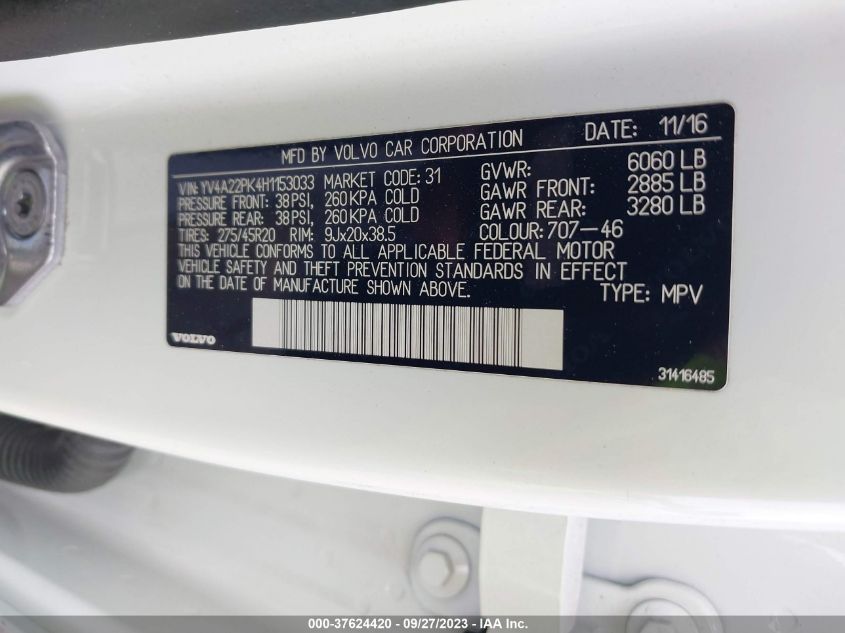 MFD BY VOLVO CAR CORPORATION DATE: 11/16
VIN: YV4A22PK4H1153033 MARKET CODE: 31 GVWR: 6060 LB
PRESSURE FRONT: 38 PSI, 260 KPA COLD GAWR FRONT: 2885 LB
PRESSURE REAR: 38 PSI, 260 KPA COLD GAWR REAR: 3280 LB
TIRES: 275/45R20 RIM: 9Jx20x38.5 COLOUR: 707-46
THIS VEHICLE CONFORMS TO ALL APPLICABLE FEDERAL MOTOR
VEHICLE SAFETY AND THEFT PREVENTION STANDARDS IN EFFECT
ON THE DATE OF MANUFACTURE SHOWN ABOVE. TYPE: MPV
VOLVO
31416485
000-37624420 - 09/27/2023 - IAA Inc.